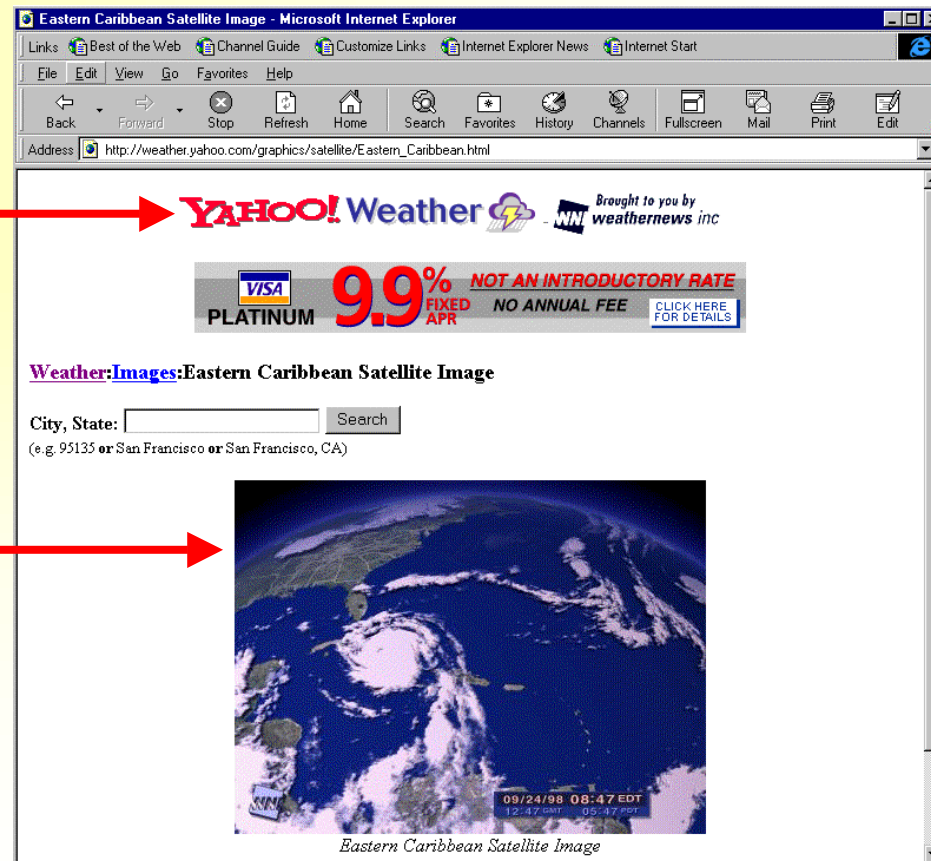 Eastern Caribbean Satellite Image - Microsoft Internet Explorer
Links Best of the Web Channel Guide Customize Links Internet Explorer News Internet Start
File Edit View Go Favorites Help
Back Forward Stop Refresh Home Search Favorites History Channels Fullscreen Mail Print Edit
Address http://weather.yahoo.com/graphics/satellite/Eastern_Caribbean.html
YAHOO! Weather - WNI Brought to you by
weathernews inc
VISA
PLATINUM
9.9% FIXED APR
NOT AN INTRODUCTORY RATE
NO ANNUAL FEE
CLICK HERE
FOR DETAILS
Weather:Images:Eastern Caribbean Satellite Image
City, State: Search
(e.g. 95135 or San Francisco or San Francisco, CA)
WNI
09/24/98 08:47 EDT
12:47 GMT 05:47 PDT
Eastern Caribbean Satellite Image